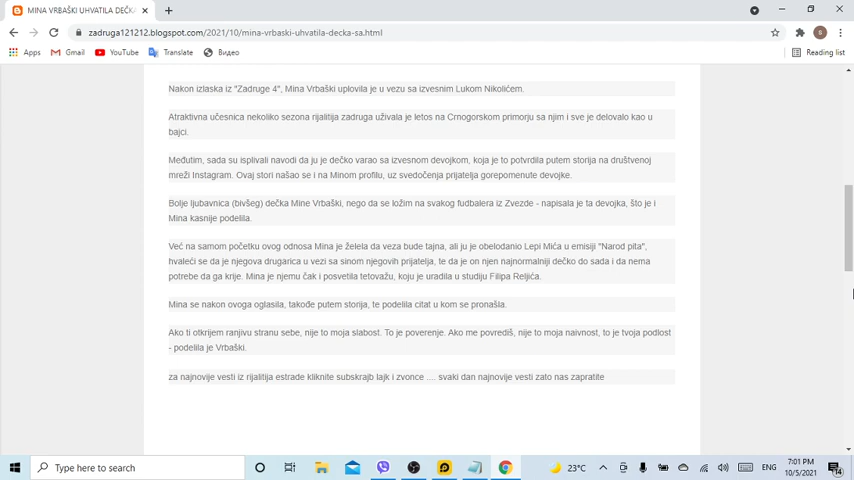 MINA VRBAŠKI UHVATILA DEČKA
zadruga121212.blogspot.com/2021/10/mina-vrbaski-uhvatila-decka-sa.html
B
Apps Gmail YouTube Translate Видео Reading list
Nakon izlaska iz "Zadruge 4", Mina Vrbaški uplovila je u vezu sa izvesnim Lukom Nikolićem.
Atraktivna učesnica nekoliko sezona rijalitija zadruga uživala je letos na Crnogorskom primorju sa njim i sve je delovalo kao u
bajci.
Međutim, sada su isplivali navodi da ju je dečko varao sa izvesnom devojkom, koja je to potvrdila putem storija na društvenoj
mreži Instagram. Ovaj stori našao se i na Minom profilu, uz svedočenja prijatelja gorepomenute devojke.
Bolje ljubavnica (bivšeg) dečka Mine Vrbaški, nego da se ložim na svakog fudbalera iz Zvezde - napisala je ta devojka, što je i
Mina kasnije podelila.
Već na samom početku ovog odnosa Mina je želela da veza bude tajna, ali ju je obelodanio Lepi Mića u emisiji "Narod pita",
hvaleći se da je njegova drugarica u vezi sa sinom njegovih prijatelja, te da je on njen najnormalniji dečko do sada i da nema
potrebe da ga krije. Mina je njemu čak i posvetila tetovažu, koju je uradila u studiju Filipa Reljića.
Mina se nakon ovoga oglasila, takođe putem storija, te podelila citat u kom se pronašla.
Ako ti otkrijem ranjivu stranu sebe, nije to moja slabost. To je poverenje. Ako me povrediš, nije to moja naivnost, to je tvoja podlost
- podelila je Vrbaški.
za najnovije vesti iz rijalitija estrade kliknite subskrajb lajk i zvonce .... svaki dan najnovije vesti zato nas zapratite
Type here to search
23°C
ENG
7:01 PM
10/5/2021
14